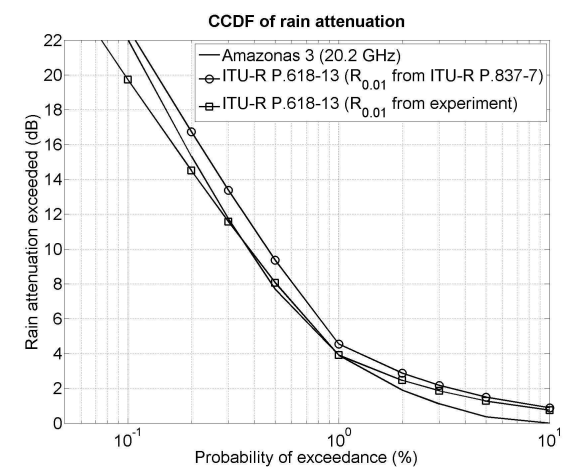 CCDF of rain attenuation
Rain attenuation exceeded (dB)
22
20
18
16
14
12
10
8
6
4
2
0
Amazonas 3 (20.2 GHz)
ITU-R P.618-13 (R0.01 from ITU-R P.837-7)
ITU-R P.618-13 (R0.01 from experiment)
10-1
100
101
Probability of exceedance (%)